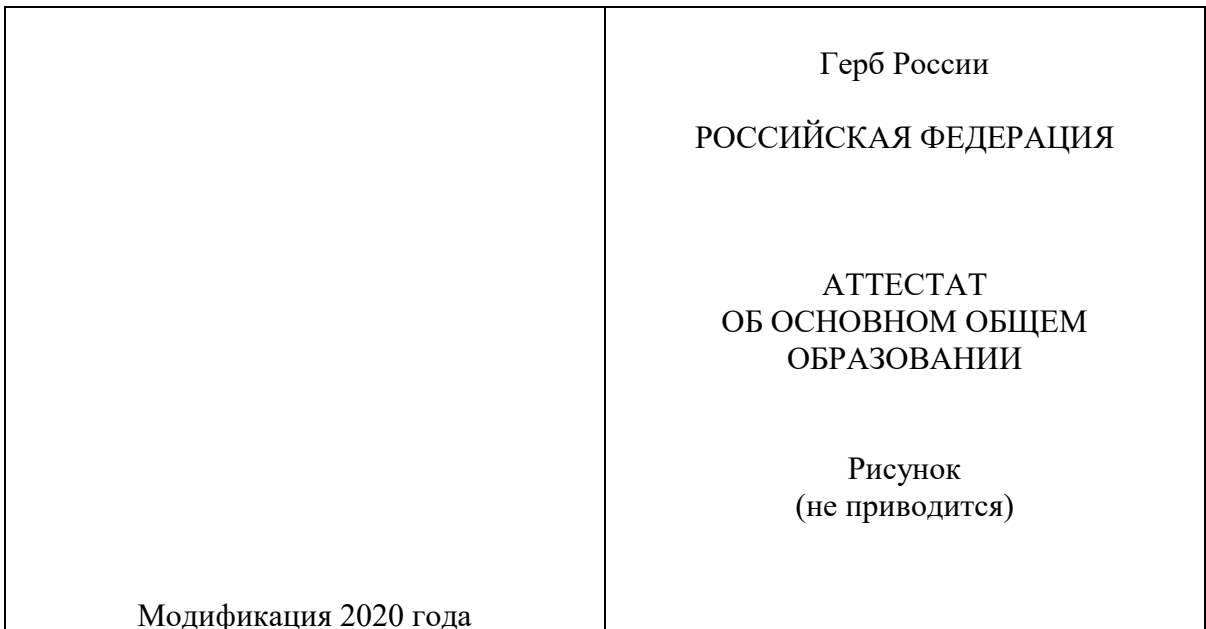 Герб России
РОССИЙСКАЯ ФЕДЕРАЦИЯ
АТТЕСТАТ
ОБ ОСНОВНОМ ОБЩЕМ
ОБРАЗОВАНИИ
Рисунок
(не приводится)
Модификация 2020 года